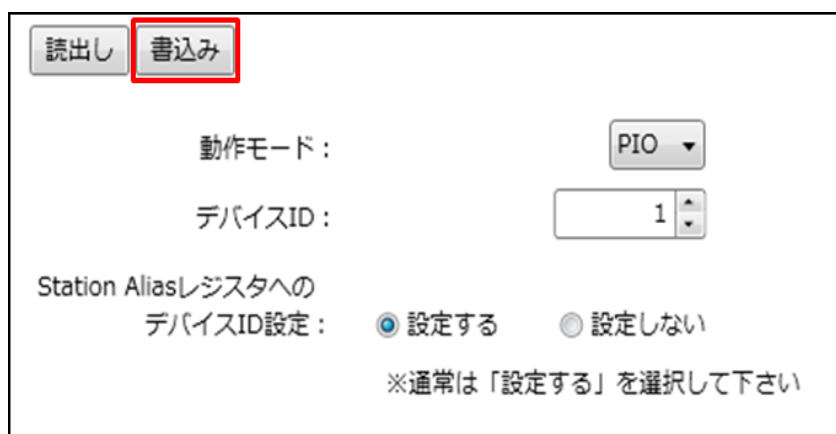 読出し 書込み
動作モード： PIO
デバイスID： 1
Station Aliasレジスタへの
デバイスID設定： 設定する 設定しない
※通常は「設定する」を選択して下さい